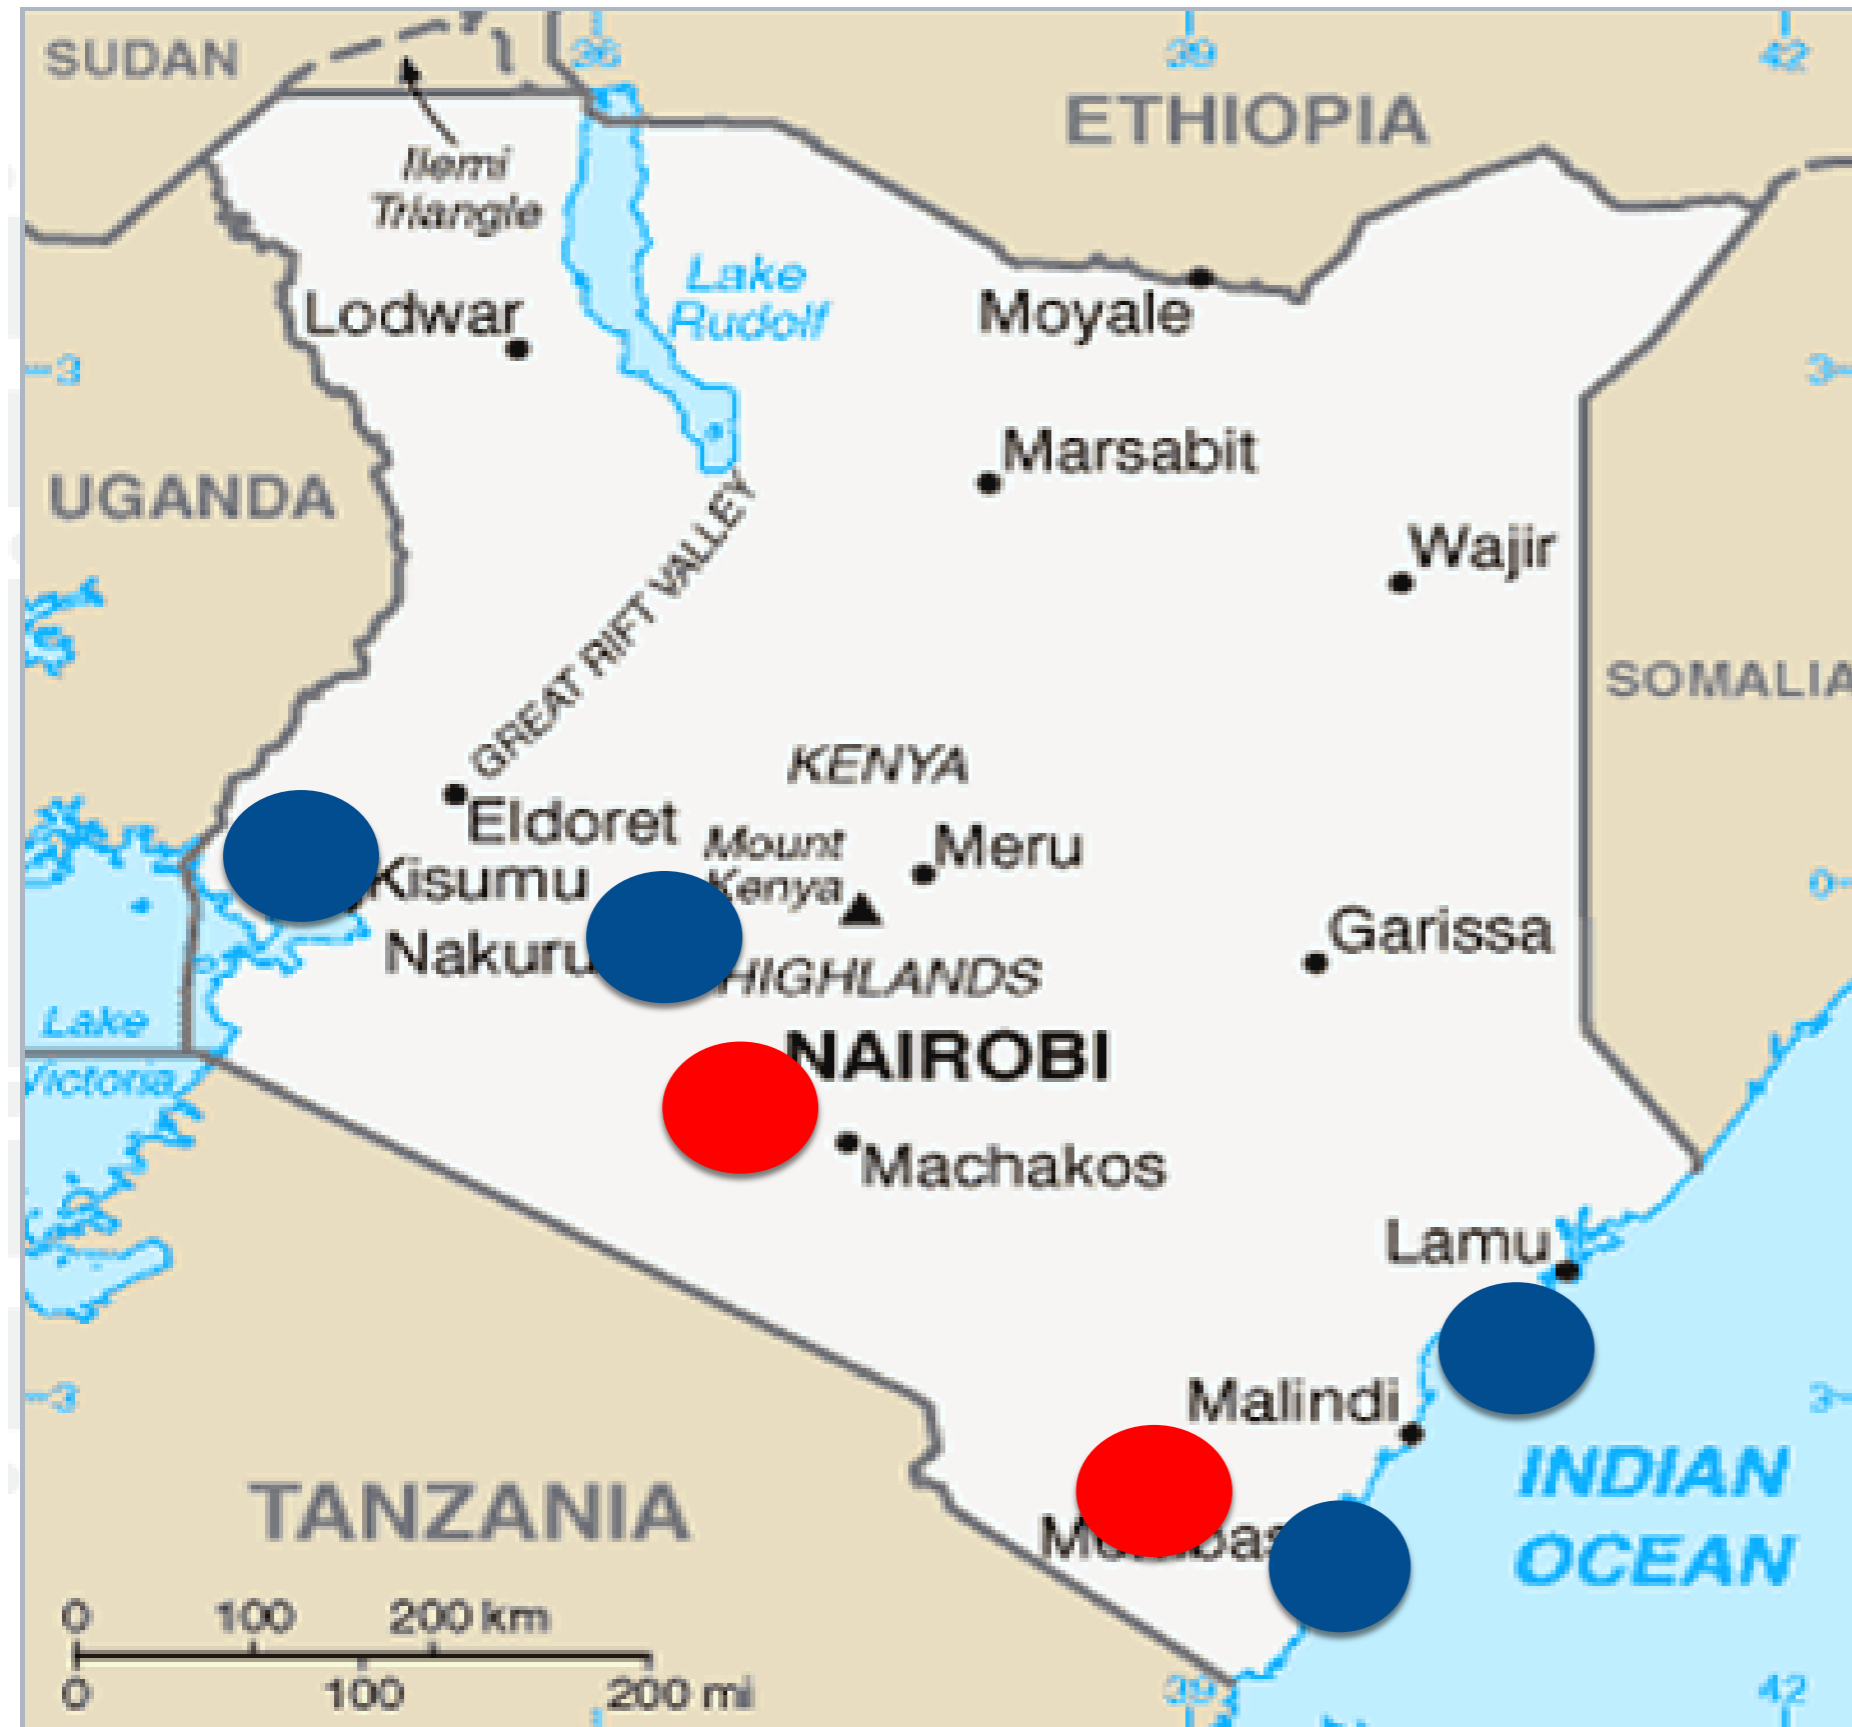 SUDAN
36
39
42
ETHIOPIA
Ilemi
Triangle
Lake
Rudolf
Lodwar
Moyale
3
3
Marsabit
UGANDA
Wajir
GREAT RIFT VALLEY
SOMALIA
KENYA
Eldoret
Mount
Kenya
Meru
Kisumu
0
Nakuru
HIGHLANDS
Garissa
Lake
Victoria
NAIROBI
Machakos
Lamu
3
Malindi
3
INDIAN
OCEAN
TANZANIA
0 100 200 km
0 100 200 mi
39
42